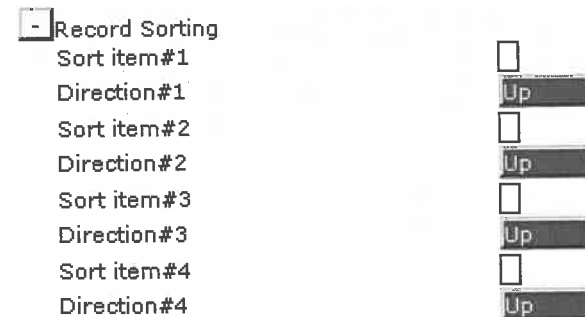 - Record Sorting
Sort item#1
Direction#1 Up
Sort item#2
Direction#2 Up
Sort item#3
Direction#3 Up
Sort item#4
Direction#4 Up